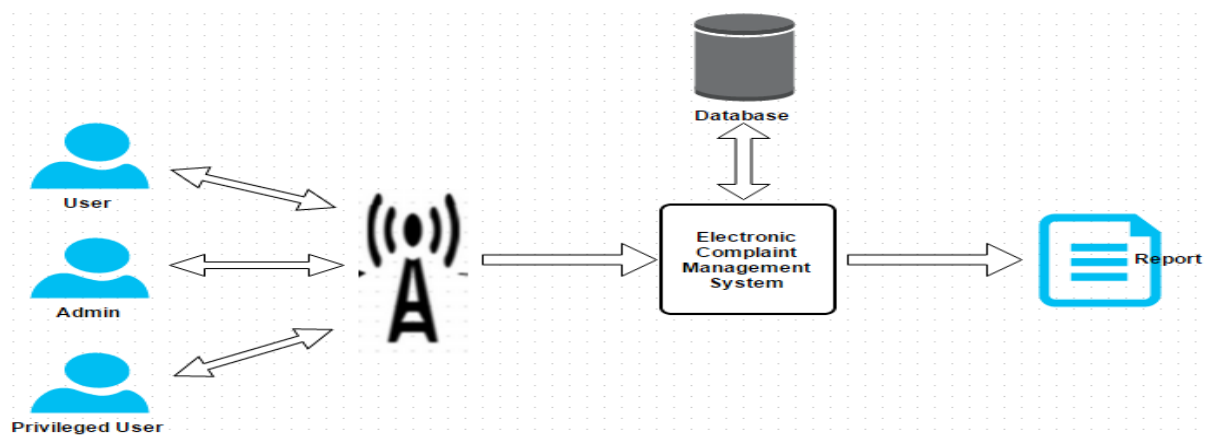 Database
User
Electronic
Complaint
Management
System
Report
Admin
Privileged User